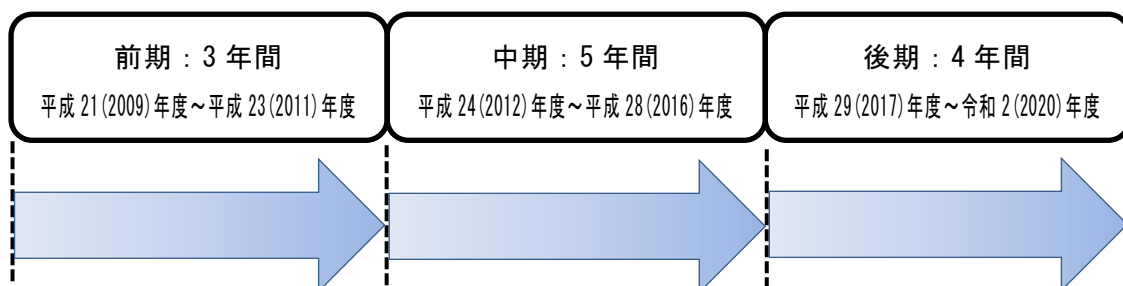 前期：3 年間
平成 21(2009)年度～平成 23(2011)年度
中期：5 年間
平成 24(2012)年度～平成 28(2016)年度
後期：4 年間
平成 29(2017)年度～令和 2(2020)年度